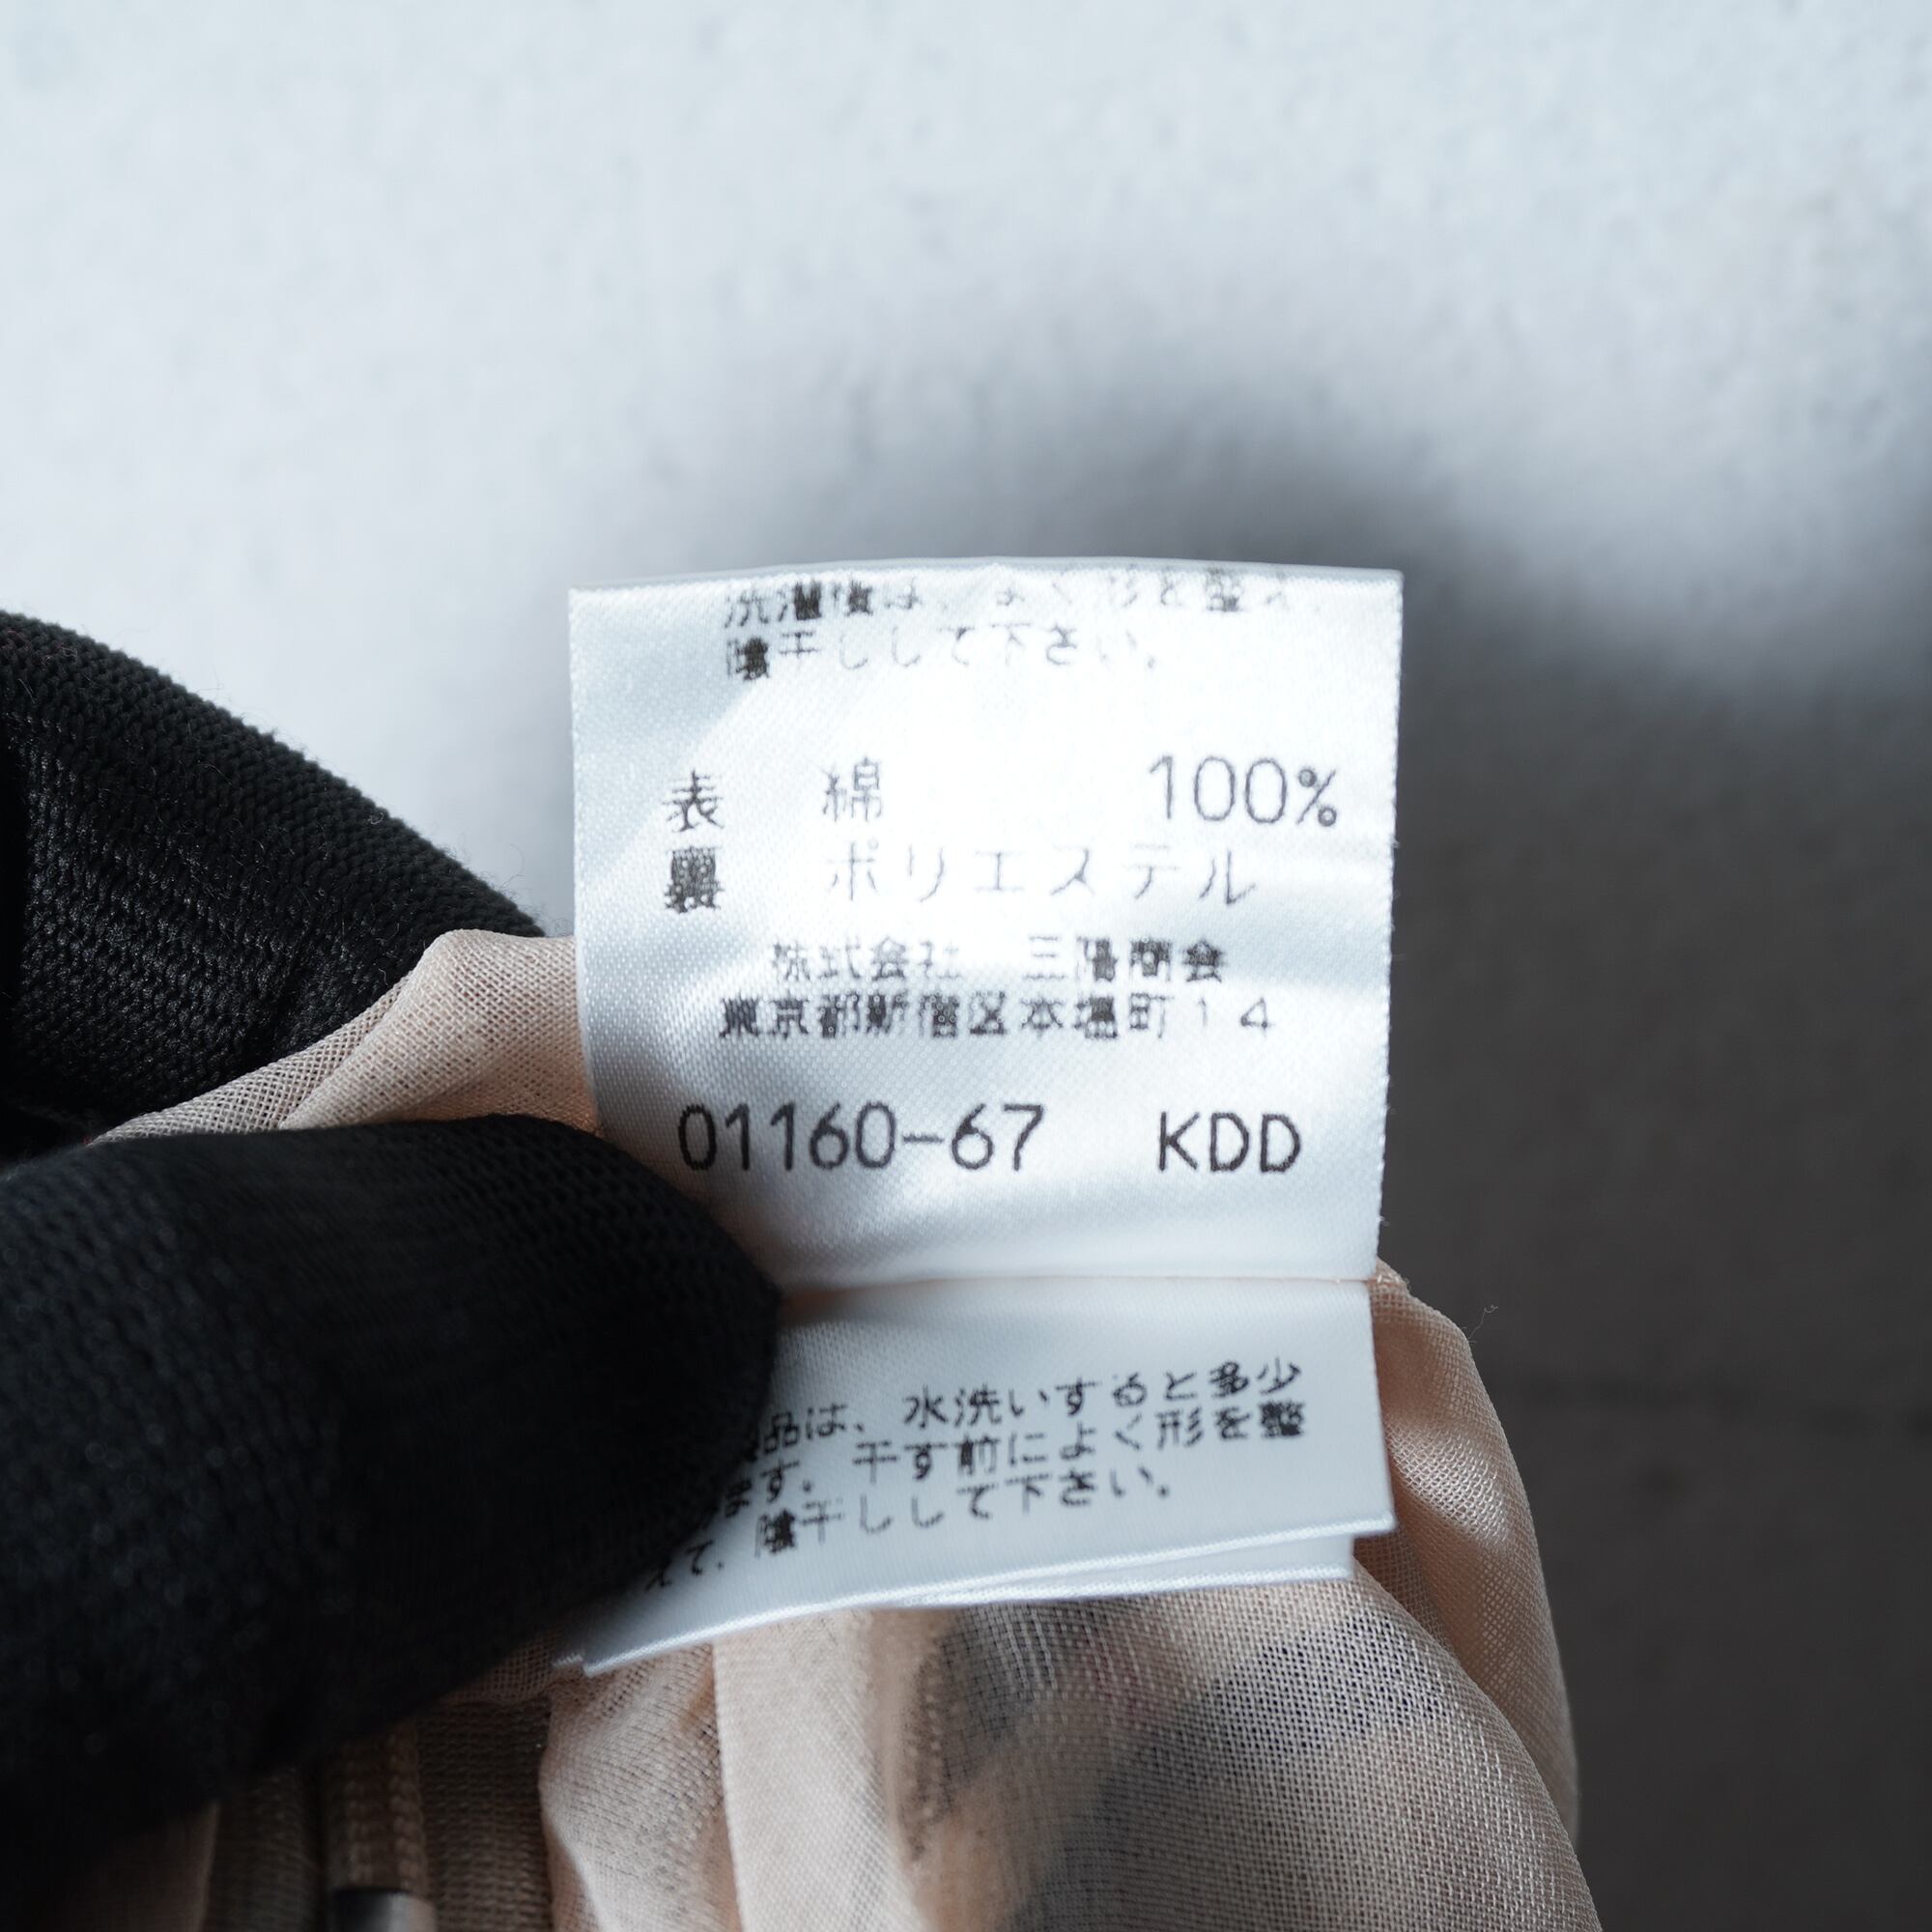 洗濯後は、よく形を整え、
陰干しして下さい。
表 綿 100%
裏 ポリエステル
株式会社 三陽商会
東京都新宿区本塩町14
01160-67 KDD
品は、水洗いすると多少
ます。干す前によく形を整
えて、陰干しして下さい。